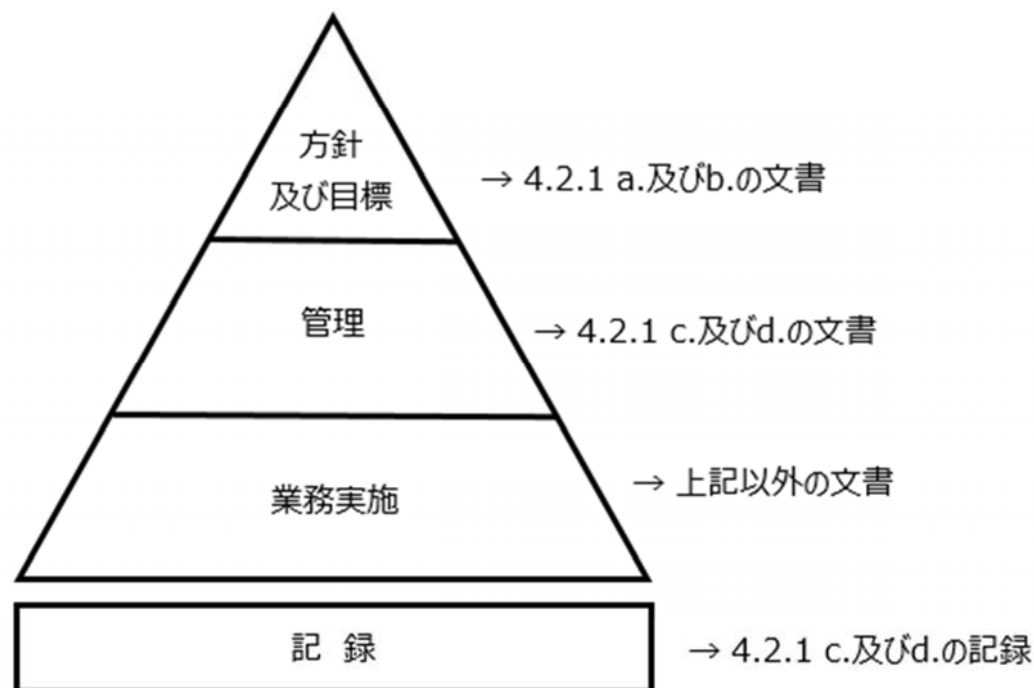 方針
及び目標
→ 4.2.1 a.及びb.の文書
管理
→ 4.2.1 c.及びd.の文書
業務実施
→ 上記以外の文書
記 録
→ 4.2.1 c.及びd.の記録